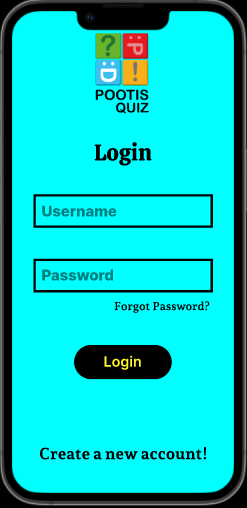 ? :P
:D !
POOTIS
QUIZ
Login
Username
Password
Forgot Password?
Login
Create a new account!